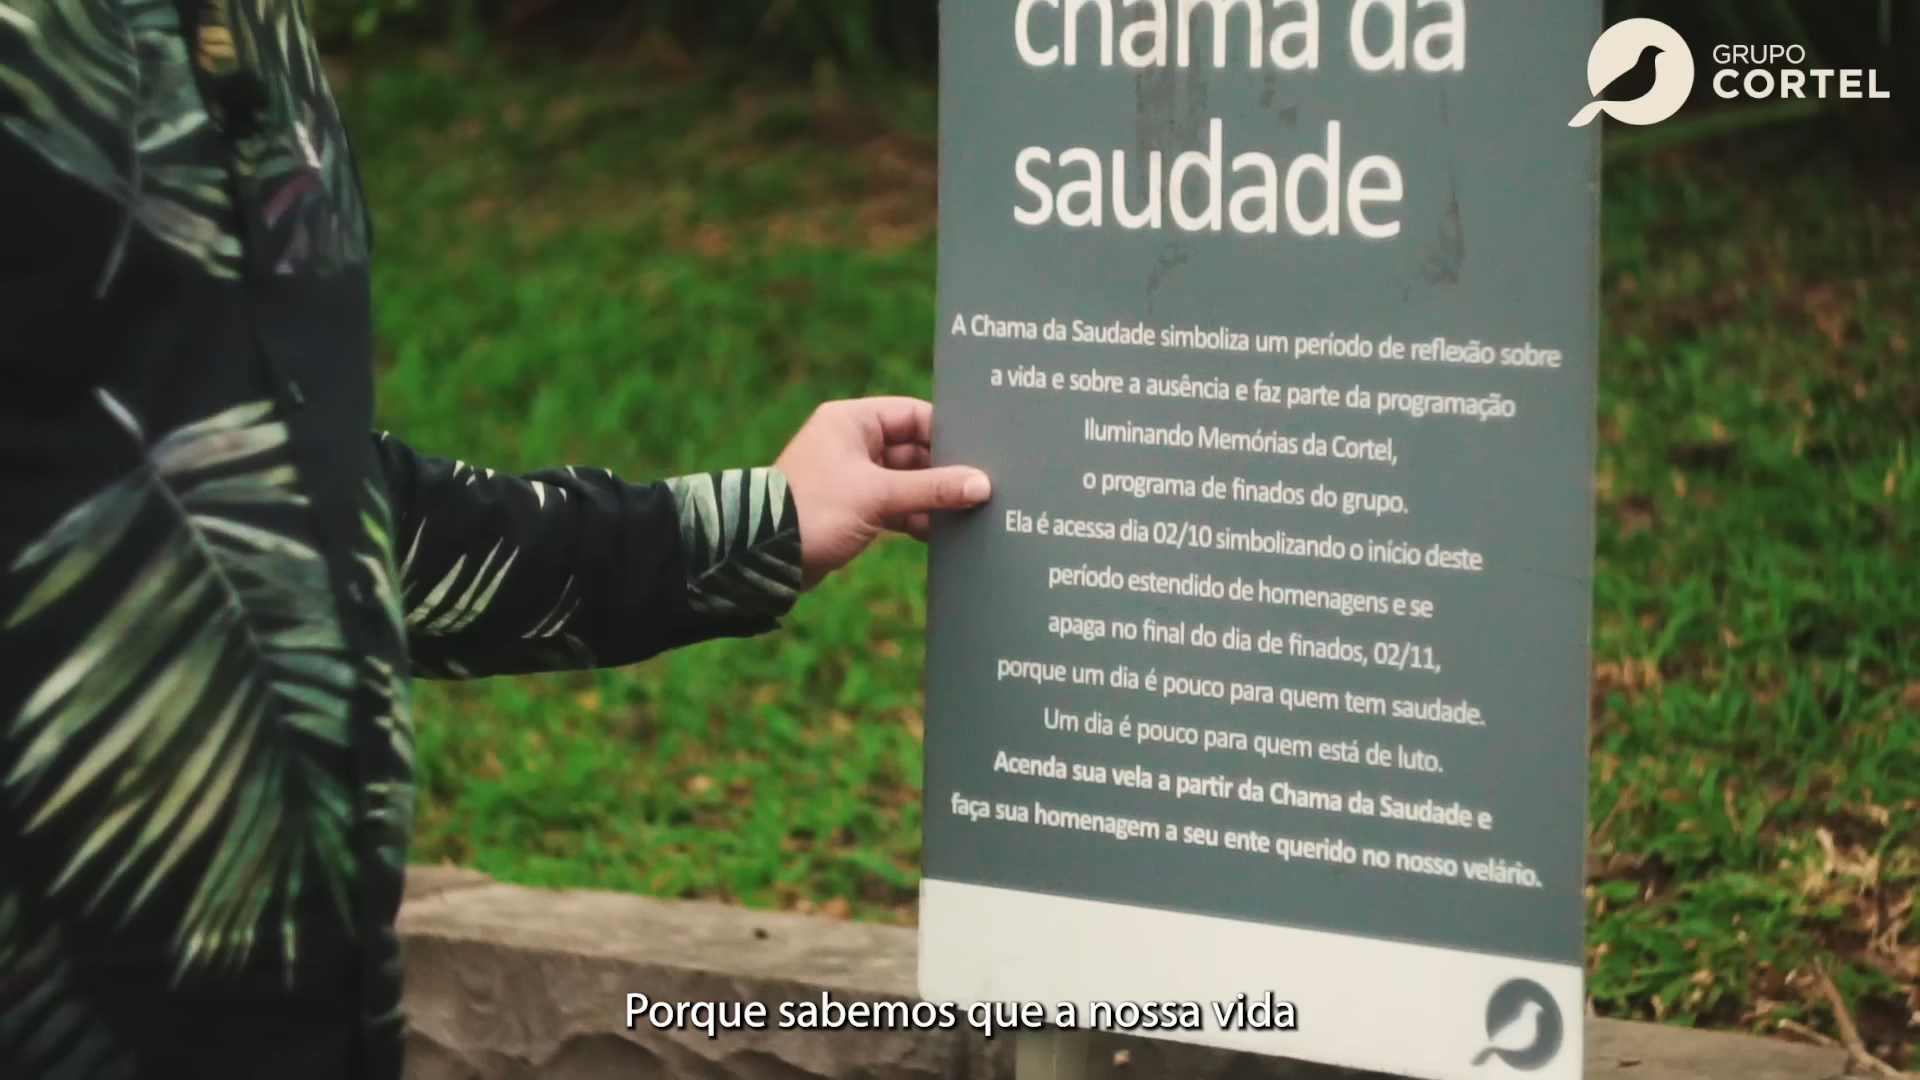 chama da
saudade
GRUPO
CORTEL
A Chama da Saudade simboliza um período de reflexão sobre
a vida e sobre a ausência e faz parte da programação
Iluminando Memórias da Cortel,
o programa de finados do grupo.
Ela é acessa dia 02/10 simbolizando o início deste
período estendido de homenagens e se
apaga no final do dia de finados, 02/11,
porque um dia é pouco para quem tem saudade.
Um dia é pouco para quem está de luto.
Acenda sua vela a partir da Chama da Saudade e
faça sua homenagem a seu ente querido no nosso velário.
Porque sabemos que a nossa vida